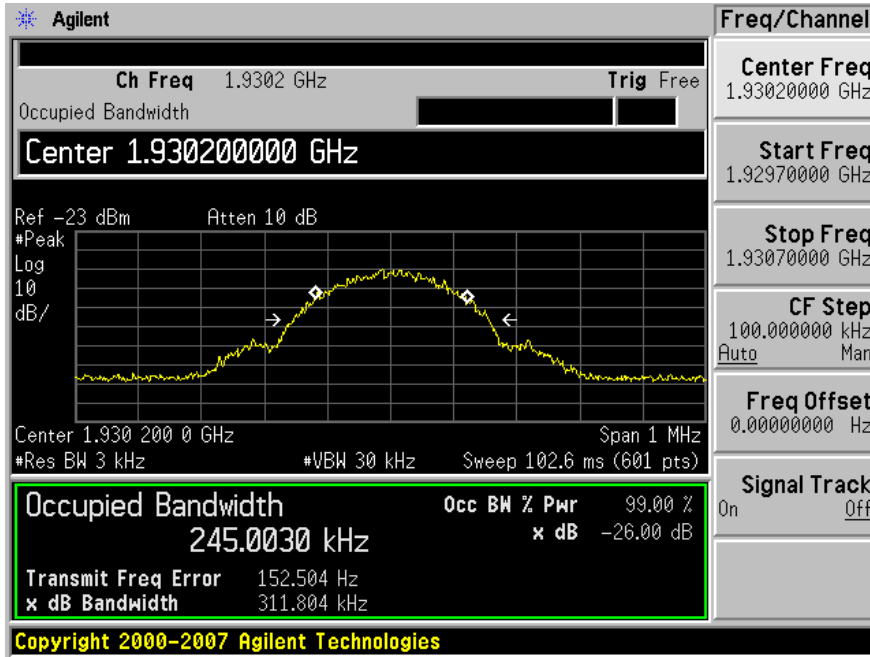 Agilent
Freq/Channel
Ch Freq 1.9302 GHz Trig Free
Occupied Bandwidth
Center 1.930200000 GHz
Ref -23 dBm Atten 10 dB
#Peak
Log
10
dB/
Center 1.930 200 0 GHz Span 1 MHz
#Res BW 3 kHz #VBW 30 kHz Sweep 102.6 ms (601 pts)
Occupied Bandwidth
245.0030 kHz
Occ BW % Pwr 99.00 %
x dB -26.00 dB
Transmit Freq Error 152.504 Hz
x dB Bandwidth 311.804 kHz
Copyright 2000-2007 Agilent Technologies
Center Freq
1.93020000 GHz
Start Freq
1.92970000 GHz
Stop Freq
1.93070000 GHz
CF Step
100.000000 kHz
Auto Man
Freq Offset
0.00000000 Hz
Signal Track
On Off